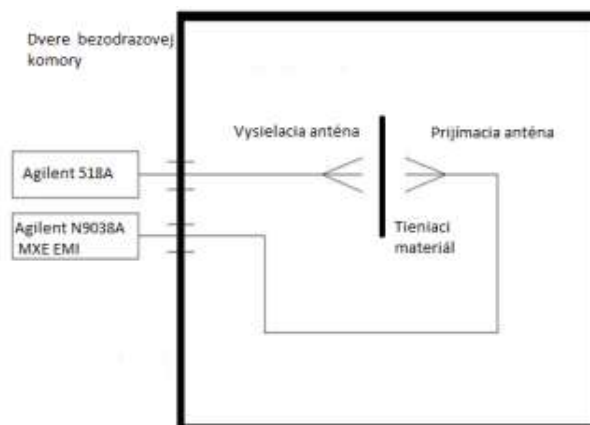 Dvere bezodrazovej
komory
Vysielacia anténa
Prijímacia anténa
Agilent 518A
Agilent N9038A
MXE EMI
Tieniaci
materiál